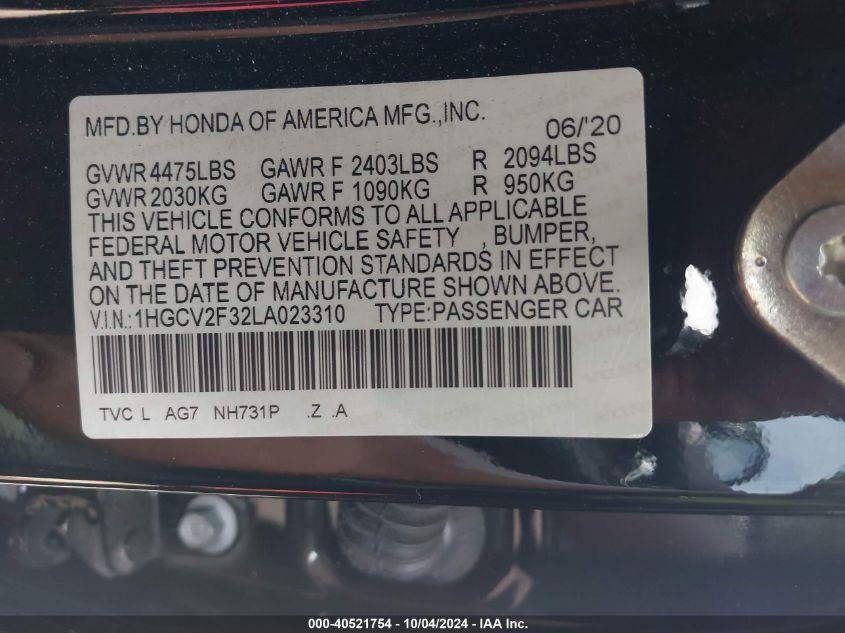 MFD.BY HONDA OF AMERICA MFG.,INC. 06/'20
GVWR 4475LBS GAWR F 2403LBS R 2094LBS
GVWR 2030KG GAWR F 1090KG R 950KG
THIS VEHICLE CONFORMS TO ALL APPLICABLE
FEDERAL MOTOR VEHICLE SAFETY , BUMPER,
AND THEFT PREVENTION STANDARDS IN EFFECT
ON THE DATE OF MANUFACTURE SHOWN ABOVE.
V.I.N.:1HGCV2F32LA023310 TYPE:PASSENGER CAR
TVC L AG7 NH731P .Z .A
000-40521754 - 10/04/2024 - IAA Inc.